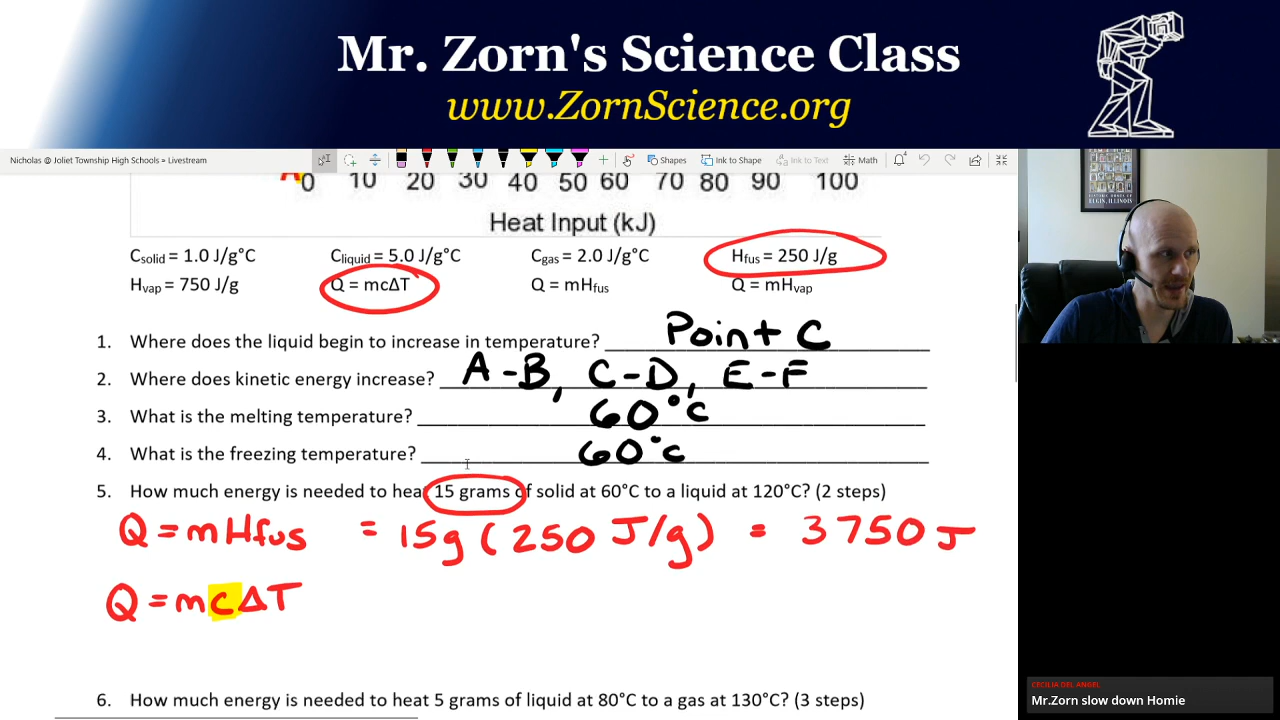 Mr. Zorn's Science Class
www.ZornScience.org
Nicholas @ Joliet Township High Schools » Livestream
Shapes Ink to Shape Ink to Text Math
0 10 20 30 40 50 60 70 80 90 100
Heat Input (kJ)
Csolid = 1.0 J/g°C Cliquid = 5.0 J/g°C Cgas = 2.0 J/g°C Hfus = 250 J/g
Hvap = 750 J/g Q = mcΔT Q = mHfus Q = mHvap
1. Where does the liquid begin to increase in temperature? Point C
2. Where does kinetic energy increase? A-B, C-D, E-F
3. What is the melting temperature? 60°C
4. What is the freezing temperature? 60°C
5. How much energy is needed to heat 15 grams of solid at 60°C to a liquid at 120°C? (2 steps)
Q = mHfus = 15g (250 J/g) = 3750 J
Q = mcΔT
6. How much energy is needed to heat 5 grams of liquid at 80°C to a gas at 130°C? (3 steps)
ELGIN, ILLINOIS
CECILIA DEL ANGEL
Mr.Zorn slow down Homie